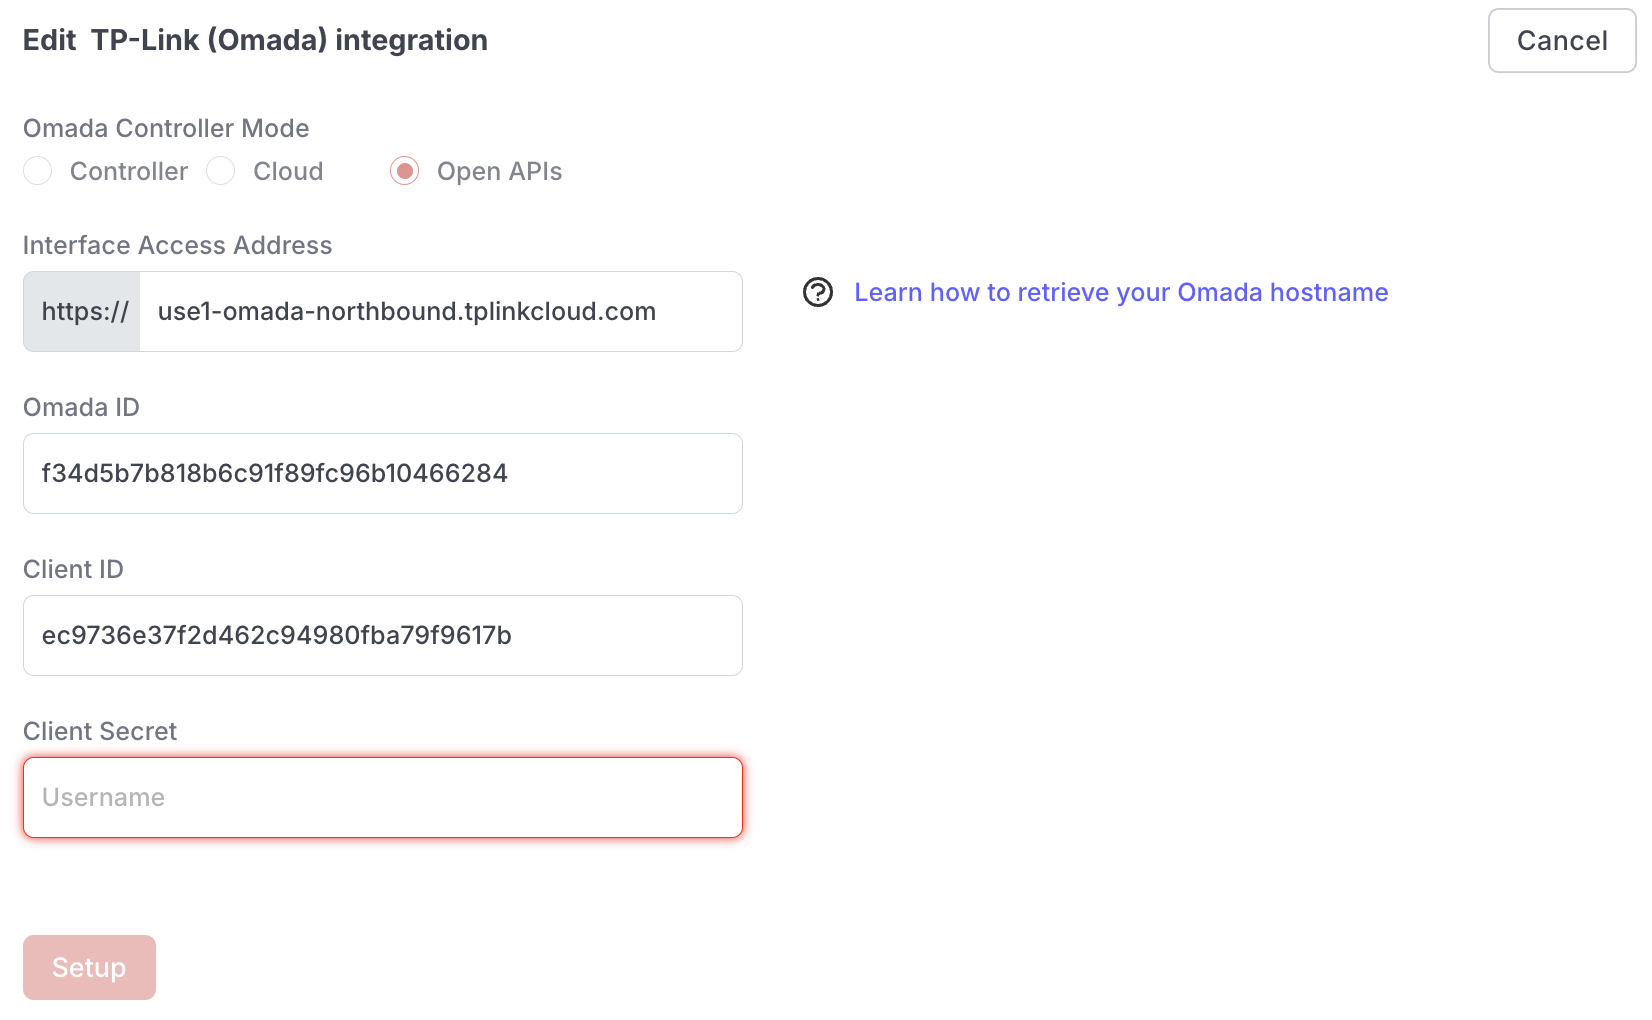 Edit TP-Link (Omada) integration
Cancel
Omada Controller Mode
Controller Cloud Open APIs
Interface Access Address
https:// use1-omada-northbound.tplinkcloud.com
Learn how to retrieve your Omada hostname
Omada ID
f34d5b7b818b6c91f89fc96b10466284
Client ID
ec9736e37f2d462c94980fba79f9617b
Client Secret
Username
Setup